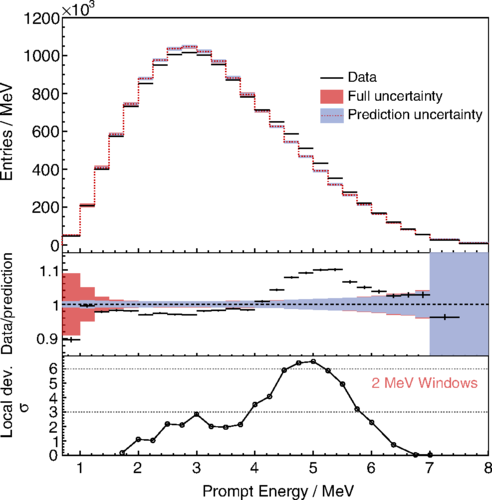 ×10³
1200
1000
800
600
400
200
0
Entries / MeV
Data
Full uncertainty
Prediction uncertainty
1.1
1
0.9
Data/prediction
6
5
4
3
2
1
0
Local dev.
σ
2 MeV Windows
1 2 3 4 5 6 7 8
Prompt Energy / MeV